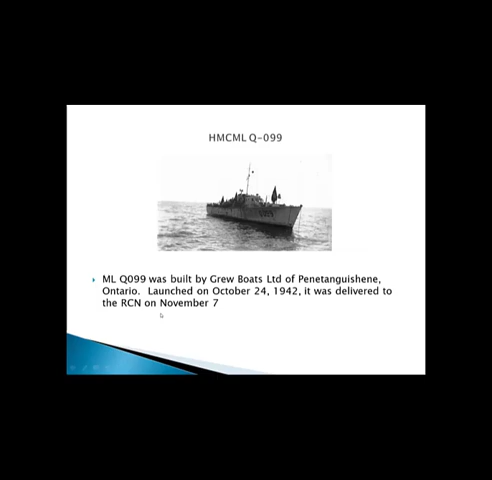 HMCML Q-099
ML Q099 was built by Grew Boats Ltd of Penetanguishene,
Ontario. Launched on October 24, 1942, it was delivered to
the RCN on November 7